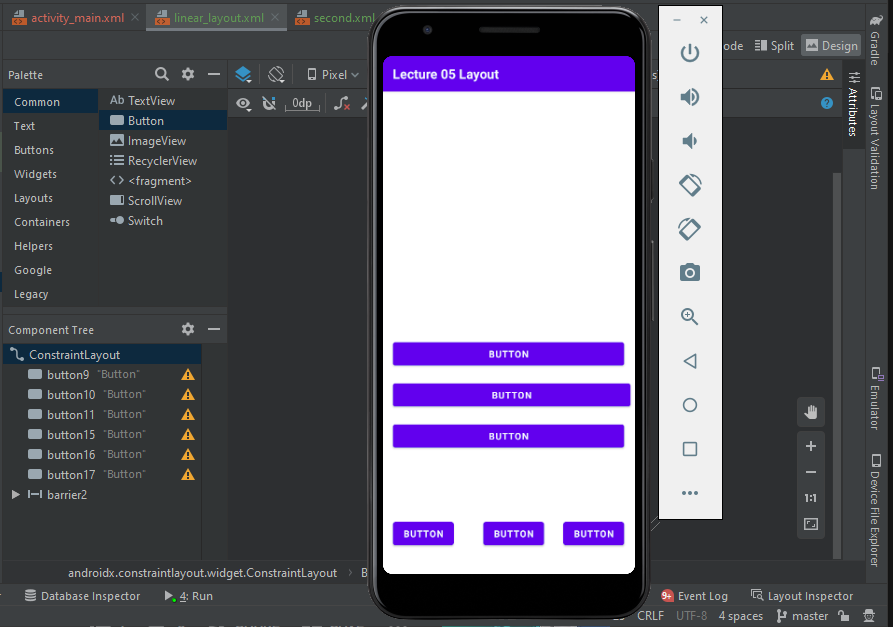 activity_main.xml
linear_layout.xml
second.xml
ode
Split
Design
Palette
Pixel
0dp
Common
Text
Buttons
Widgets
Layouts
Containers
Helpers
Google
Legacy
Ab TextView
Button
ImageView
RecyclerView
<fragment>
ScrollView
Switch
Component Tree
ConstraintLayout
button9 "Button"
button10 "Button"
button11 "Button"
button15 "Button"
button16 "Button"
button17 "Button"
barrier2
Lecture 05 Layout
BUTTON
BUTTON
BUTTON
BUTTON BUTTON BUTTON
1:1
Attributes
Gradle
Layout Validation
Emulator
Device File Explorer
androidx.constraintlayout.widget.ConstraintLayout > B
Database Inspector
4: Run
9+ Event Log
Layout Inspector
CRLF UTF-8 4 spaces master